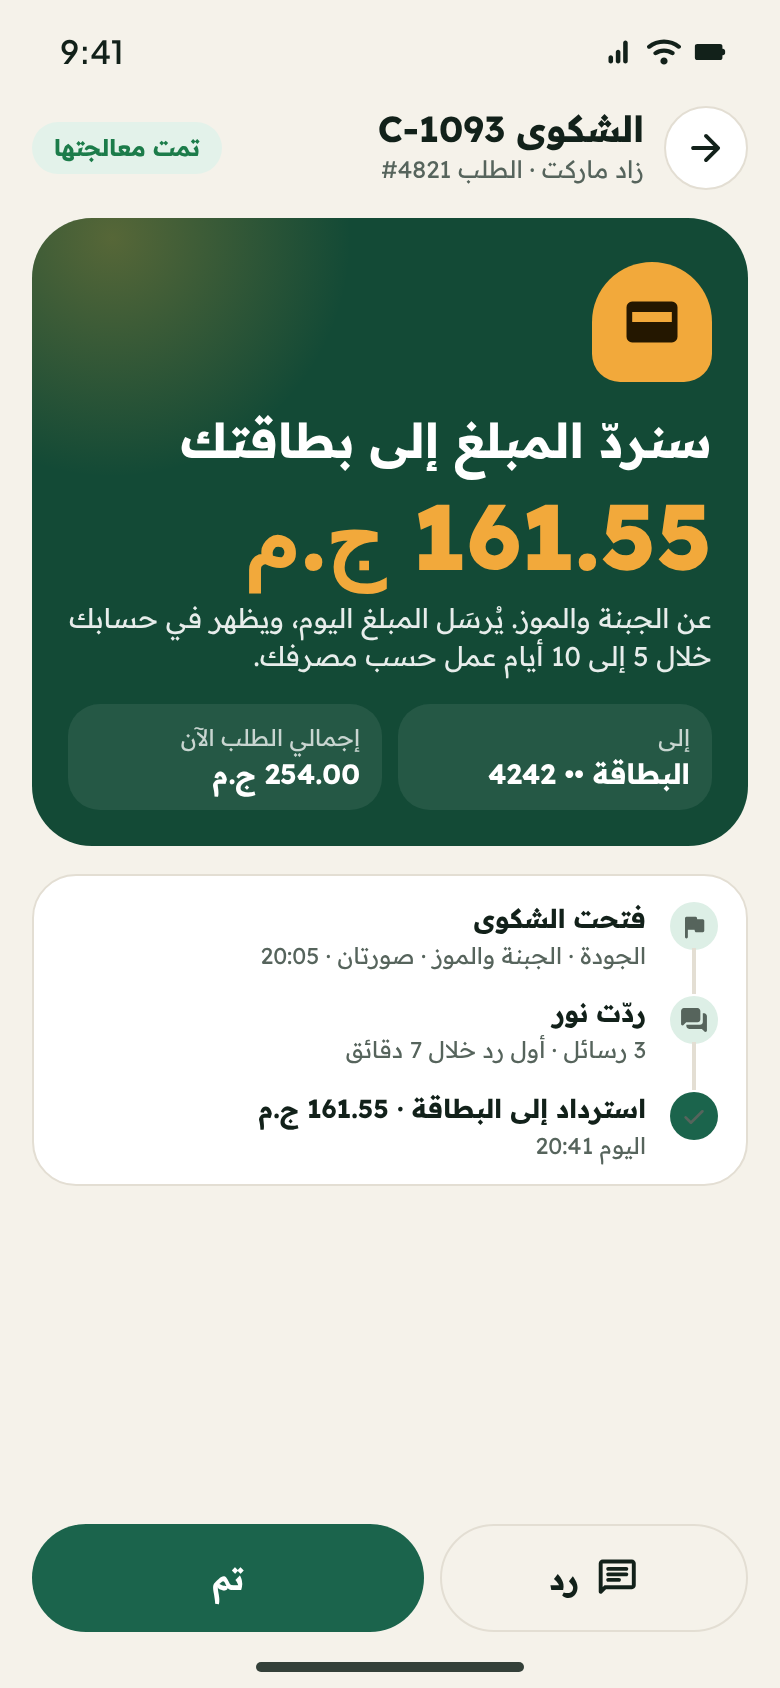 9:41
الشكوى C-1093
زاد ماركت · الطلب 4821#
تمت معالجتها
سنردّ المبلغ إلى بطاقتك
161.55 ج.م
عن الجبنة والموز. يُرسَل المبلغ اليوم، ويظهر في حسابك
خلال 5 إلى 10 أيام عمل حسب مصرفك.
إلى
البطاقة •• 4242
إجمالي الطلب الآن
254.00 ج.م
فتحت الشكوى
الجودة · الجبنة والموز · صورتان · 20:05
ردّت نور
3 رسائل · أول رد خلال 7 دقائق
استرداد إلى البطاقة · 161.55 ج.م
اليوم 20:41
رد
تم